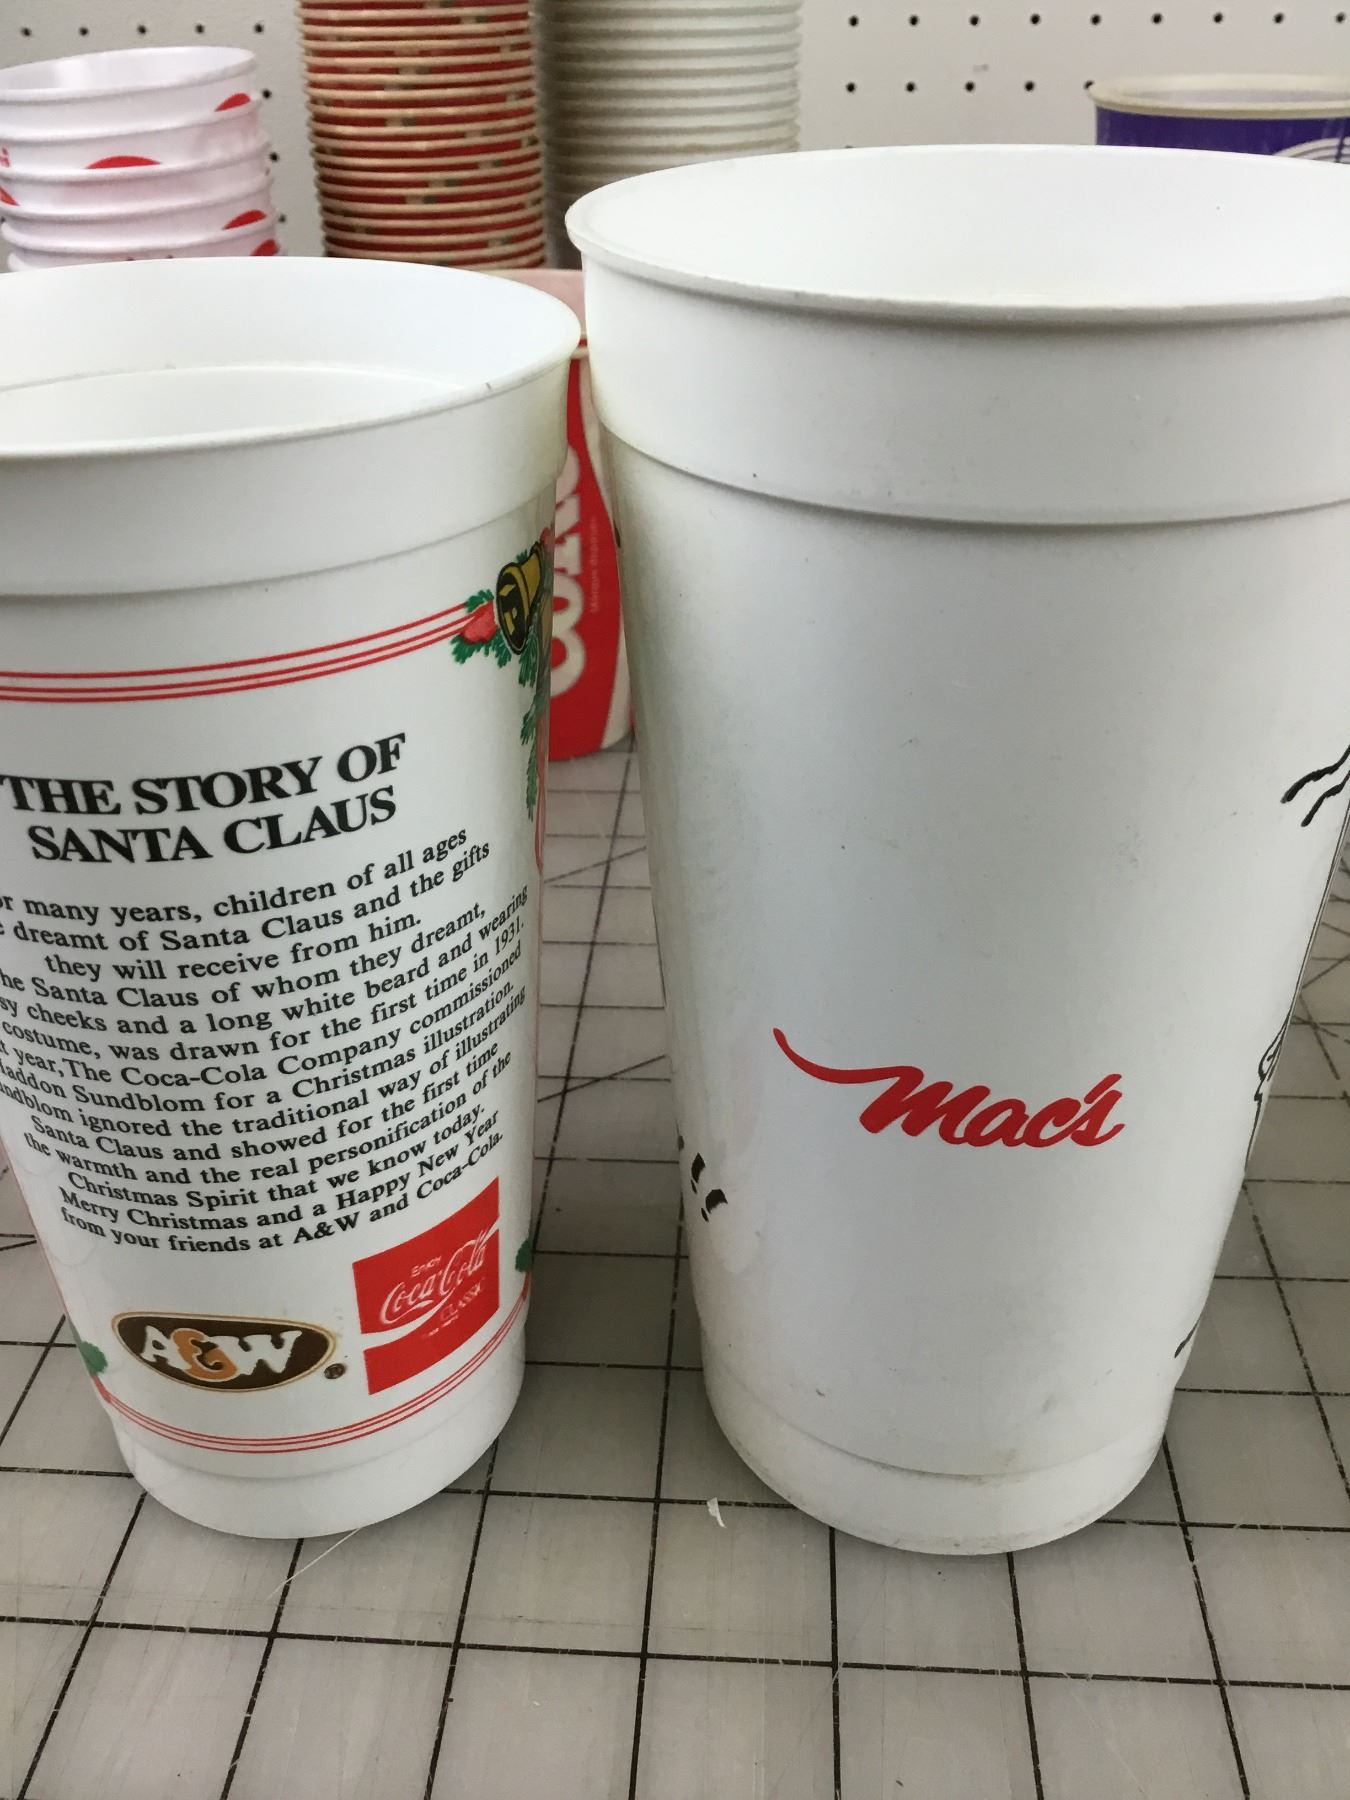 THE STORY OF
SANTA CLAUS
many years, children of all ages
dreamt of Santa Claus and the gifts
they will receive from him.
Santa Claus of whom they dreamt,
cheeks and a long white beard and wearing
costume, was drawn for the first time in 1931.
year, The Coca-Cola Company commissioned
Sundblom for a Christmas illustration.
ignored the traditional way of illustrating
Santa Claus and showed for the first time
the warmth and the real personification of the
Christmas Spirit that we know today.
Merry Christmas and a Happy New Year
from your friends at A&W and Coca-Cola.
A&W ®
Enjoy
Coca-Cola
CLASSIC
Mac's
!!